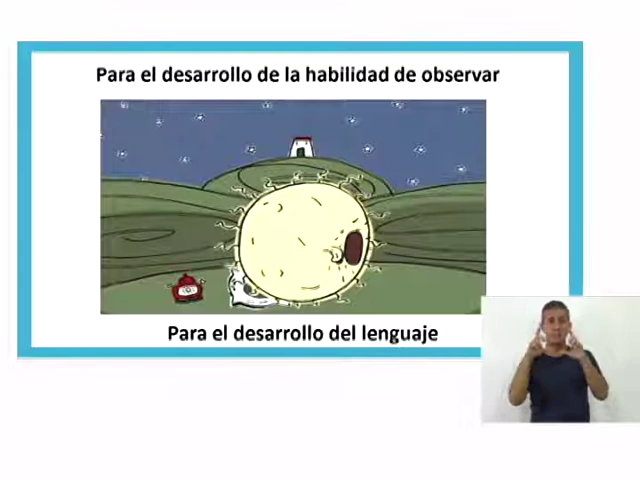 Para el desarrollo de la habilidad de observar
Para el desarrollo del lenguaje